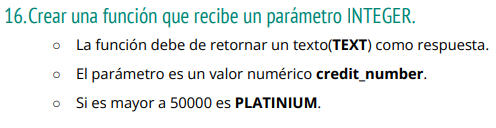 16.Crear una función que recibe un parámetro INTEGER.
○ La función debe de retornar un texto(TEXT) como respuesta.
○ El parámetro es un valor numérico credit_number.
○ Si es mayor a 50000 es PLATINIUM.